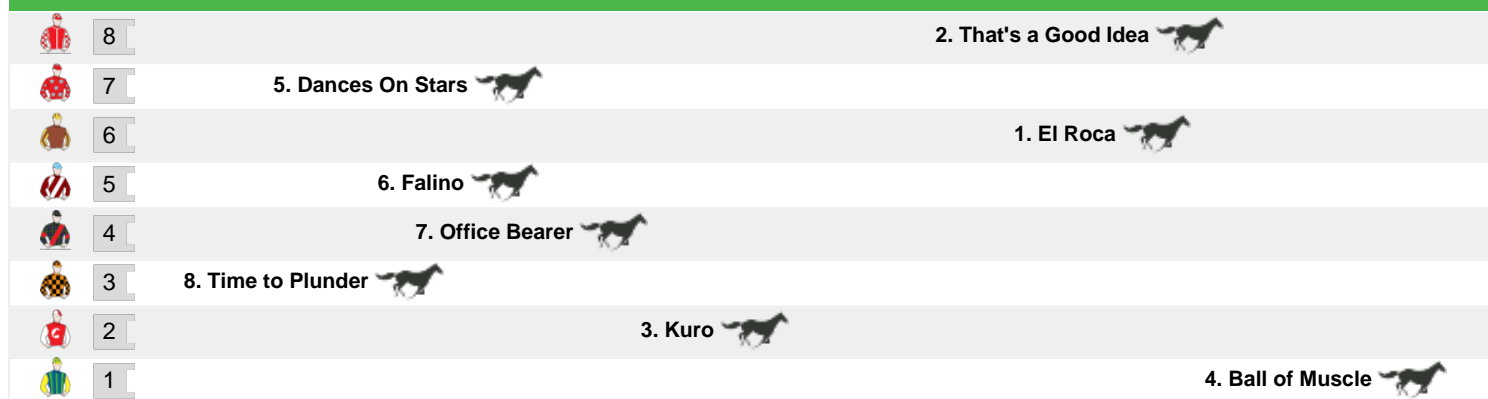 8 2. That's a Good Idea
7 5. Dances On Stars
6 1. El Roca
5 6. Falino
4 7. Office Bearer
3 8. Time to Plunder
2 3. Kuro
1 4. Ball of Muscle